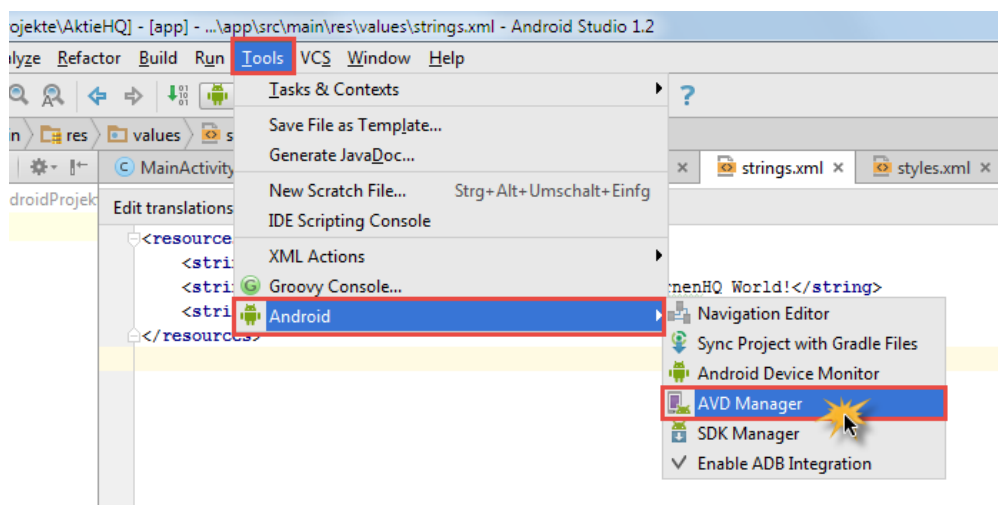 ojekte\AktieHQ] - [app] - ...\app\src\main\res\values\strings.xml - Android Studio 1.2
lyze Refactor Build Run Tools VCS Window Help
Tasks & Contexts
in res values s
Save File as Template...
Generate JavaDoc...
MainActivity strings.xml styles.xml
droidProjek
New Scratch File... Strg+Alt+Umschalt+Einfg
Edit translations
IDE Scripting Console
<resource
<stri
XML Actions
<stri Groovy Console... rnenHQ World!</string>
<stri Android Navigation Editor
</resources>
Sync Project with Gradle Files
Android Device Monitor
AVD Manager
SDK Manager
Enable ADB Integration